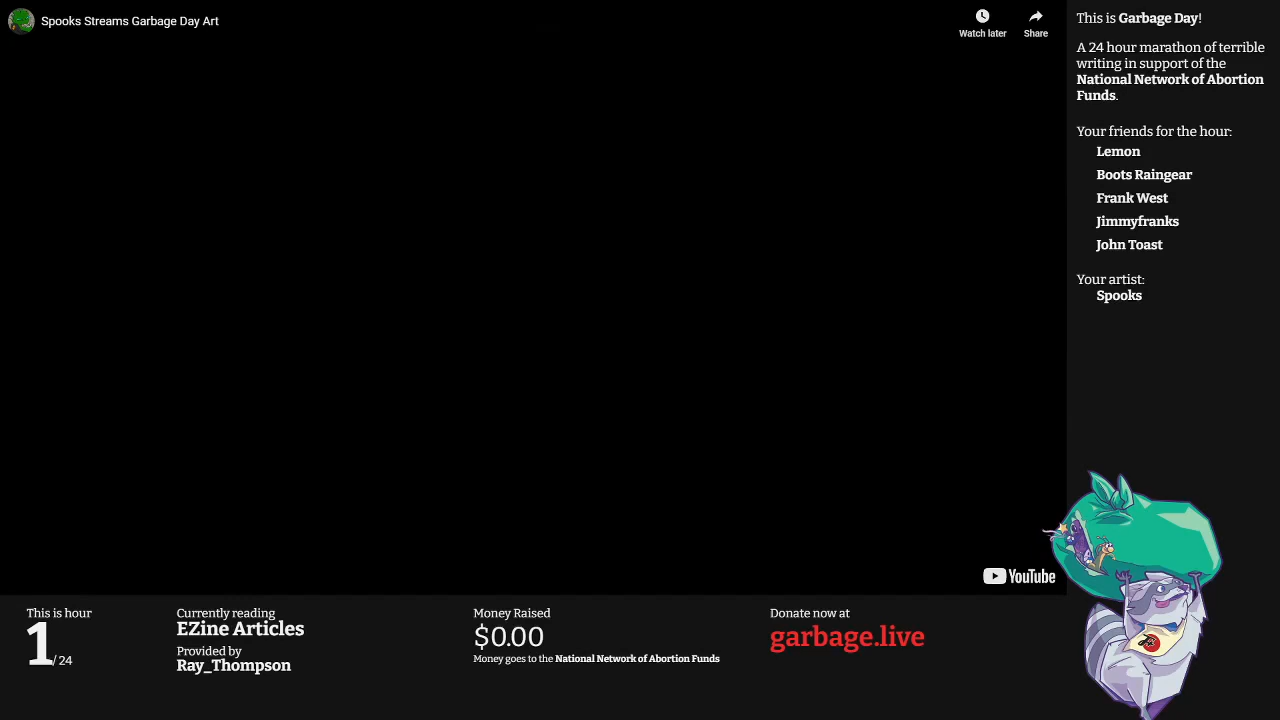 Spooks Streams Garbage Day Art
Watch later
Share
YouTube
This is Garbage Day!
A 24 hour marathon of terrible
writing in support of the
National Network of Abortion
Funds.
Your friends for the hour:
Lemon
Boots Raingear
Frank West
Jimmyfranks
John Toast
Your artist:
Spooks
This is hour
1/ 24
Currently reading
EZine Articles
Provided by
Ray_Thompson
Money Raised
$0.00
Money goes to the National Network of Abortion Funds
Donate now at
garbage.live